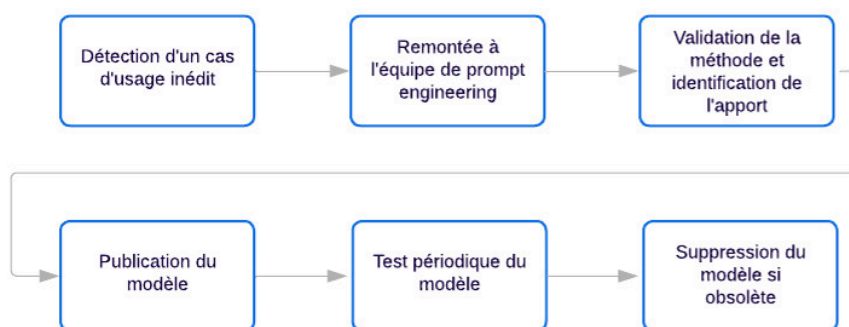 Détection d'un cas
d'usage inédit
Remontée à
l'équipe de prompt
engineering
Validation de la
méthode et
identification de
l'apport
Publication du
modèle
Test périodique du
modèle
Suppression du
modèle si
obsolète